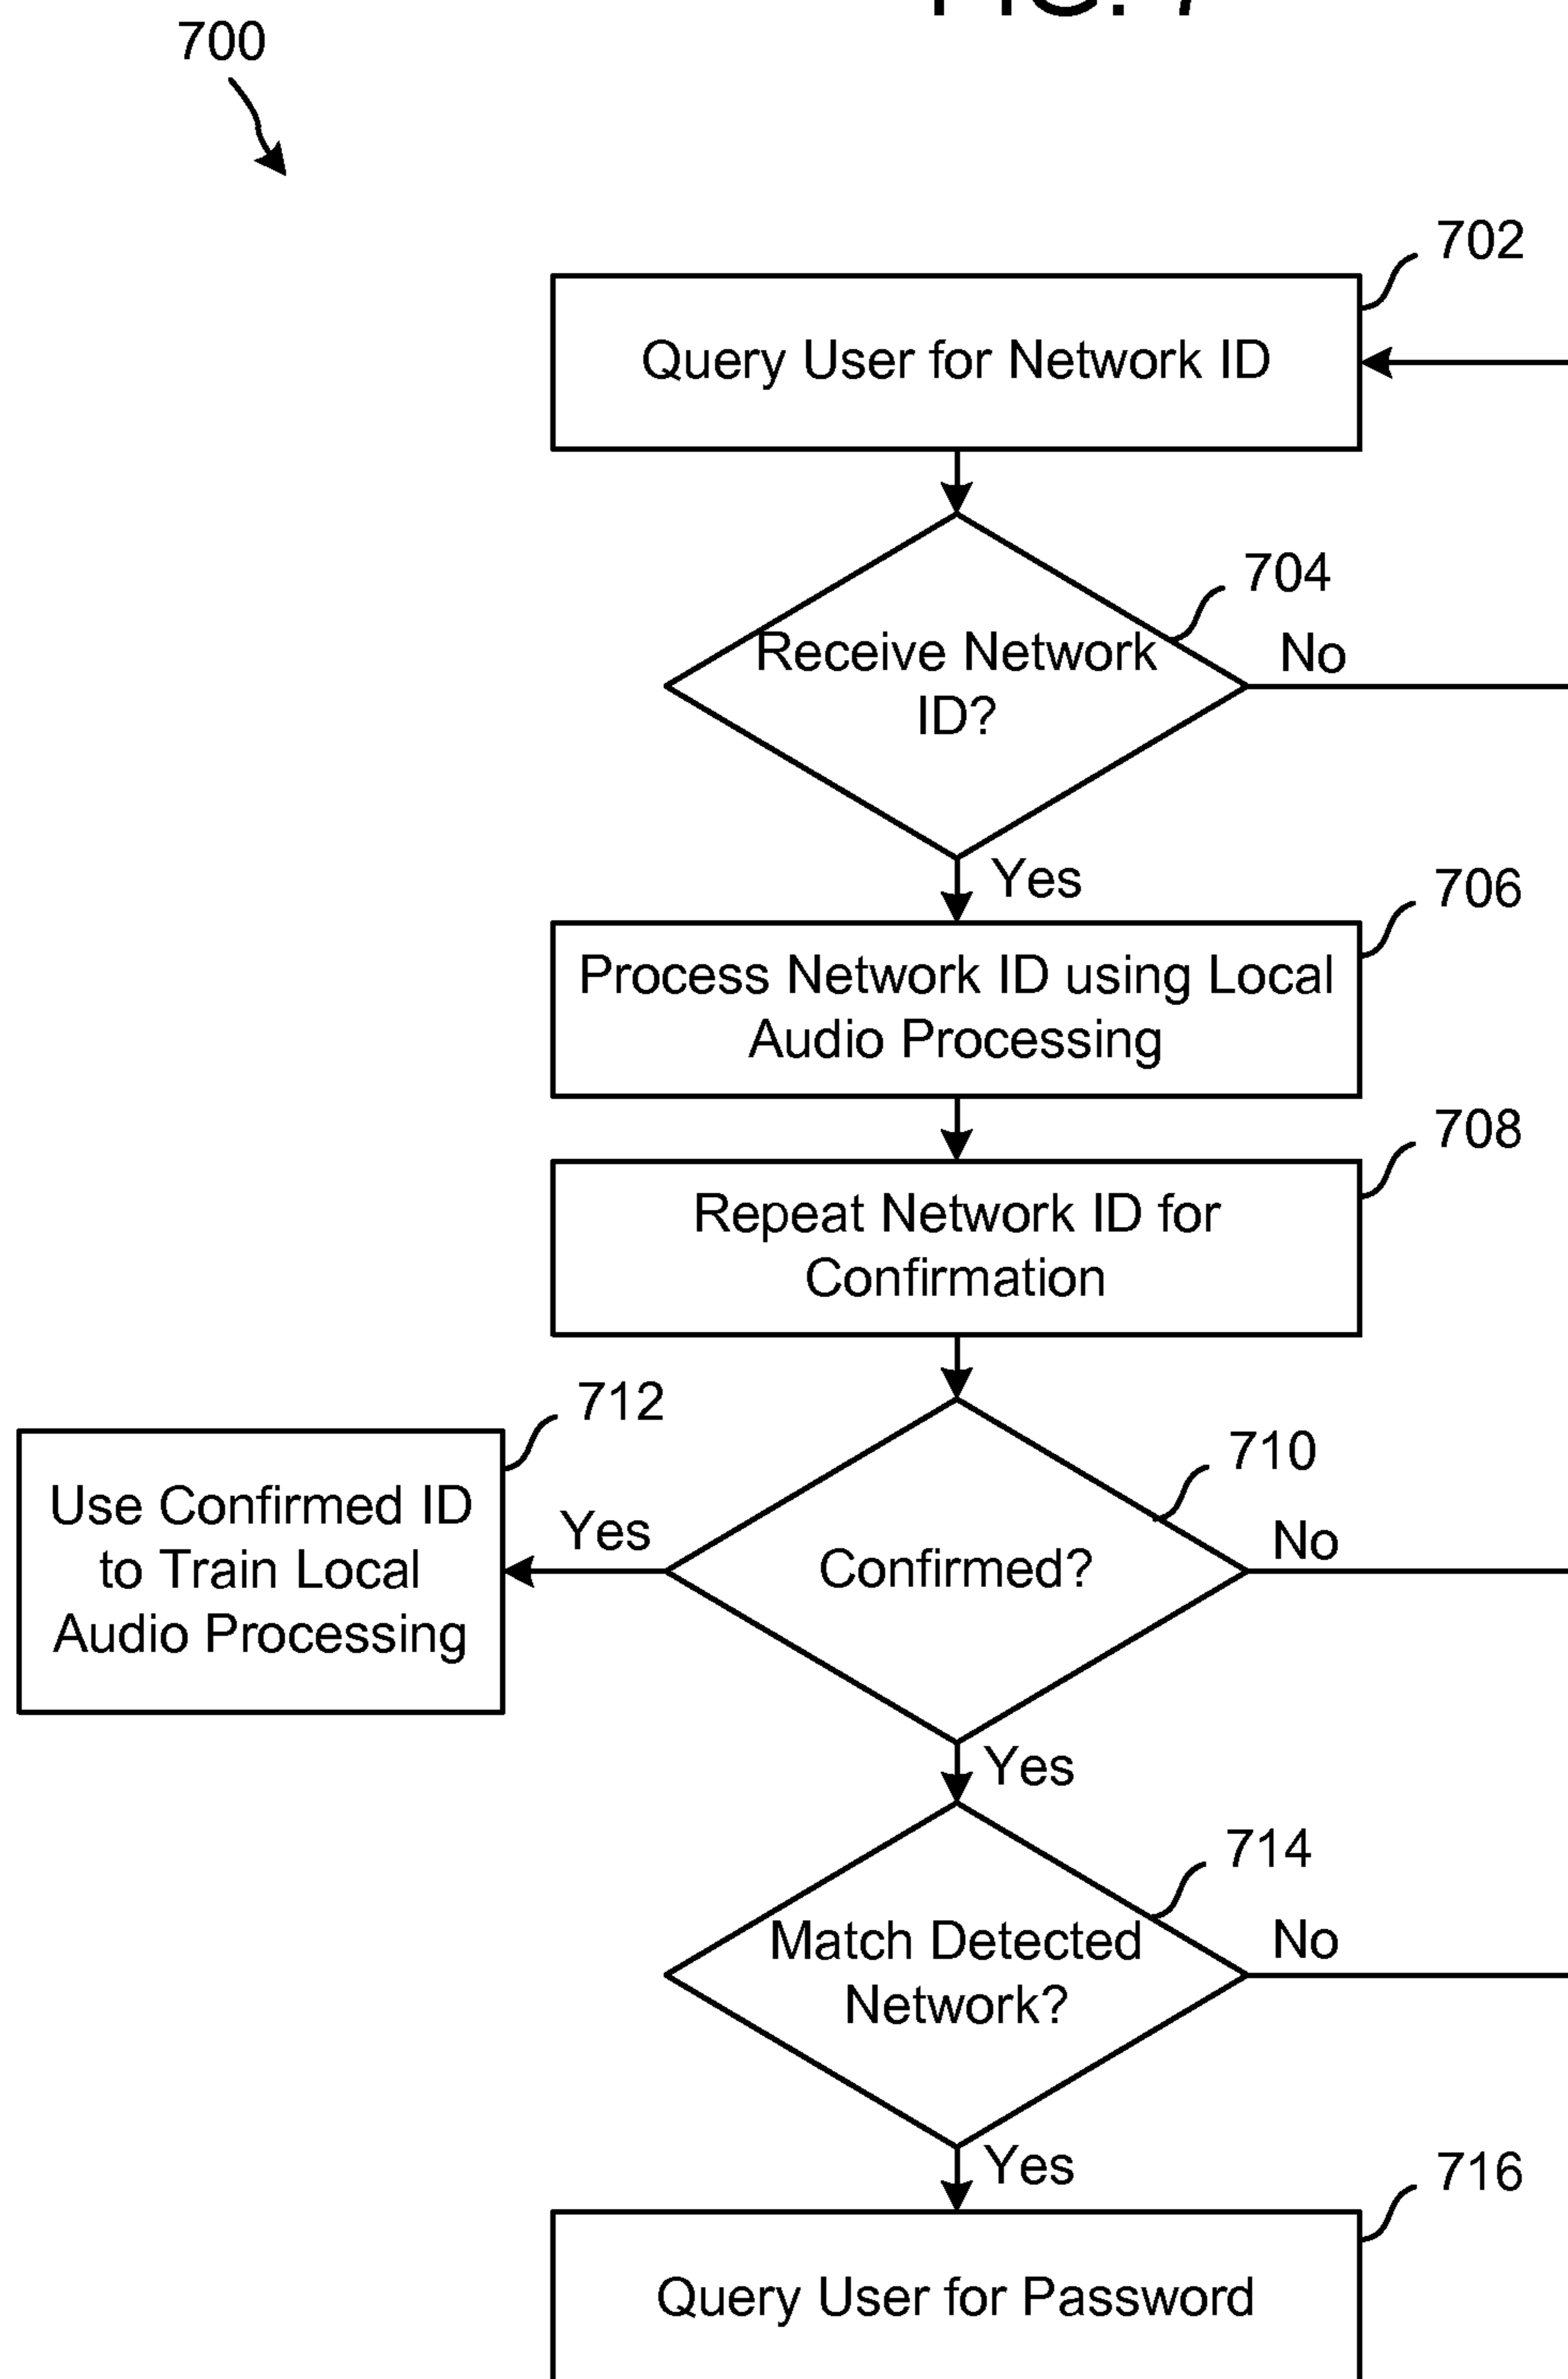 FIG. 7
700
702
Query User for Network ID
704
Receive Network
ID?
No
Yes
706
Process Network ID using Local
Audio Processing
708
Repeat Network ID for
Confirmation
712
Use Confirmed ID
to Train Local
Audio Processing
Yes
710
Confirmed?
No
Yes
714
Match Detected
Network?
No
Yes
716
Query User for Password